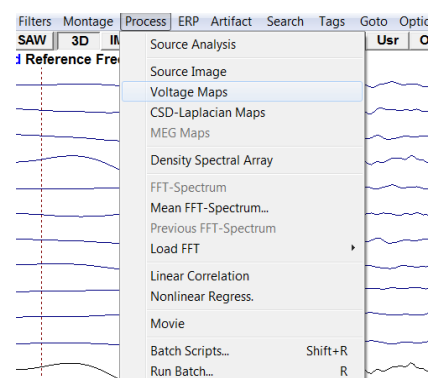 Filters Montage Process ERP Artifact Search Tags Goto Optio
SAW 3D Usr
Reference Fre
Source Analysis
Source Image
Voltage Maps
CSD-Laplacian Maps
MEG Maps
Density Spectral Array
FFT-Spectrum
Mean FFT-Spectrum...
Previous FFT-Spectrum
Load FFT
Linear Correlation
Nonlinear Regress.
Movie
Batch Scripts... Shift+R
Run Batch... R